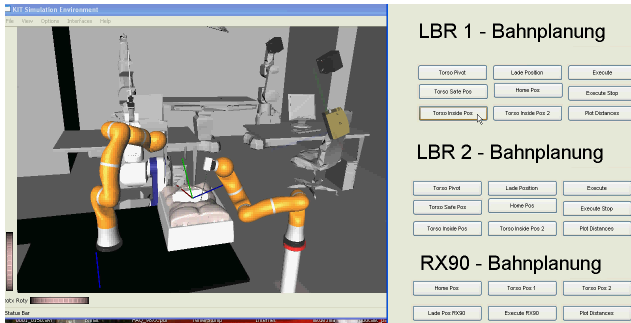 KIT Simulation Environment
File View Options Interfaces Help
LBR 1 - Bahnplanung
Torso Pivot Lade Position Execute
Torso Safe Pos Home Pos Execute Stop
Torso Inside Pos Torso Inside Pos 2 Plot Distances
LBR 2 - Bahnplanung
Torso Pivot Lade Position Execute
Torso Safe Pos Home Pos Execute Stop
Torso Inside Pos Torso Inside Pos 2 Plot Distances
RX90 - Bahnplanung
Home Pos Torso Pos 1 Torso Pos 2
Lade Pos RX90 Execute RX90 Plot Distances
Rotx Roty
Status Bar